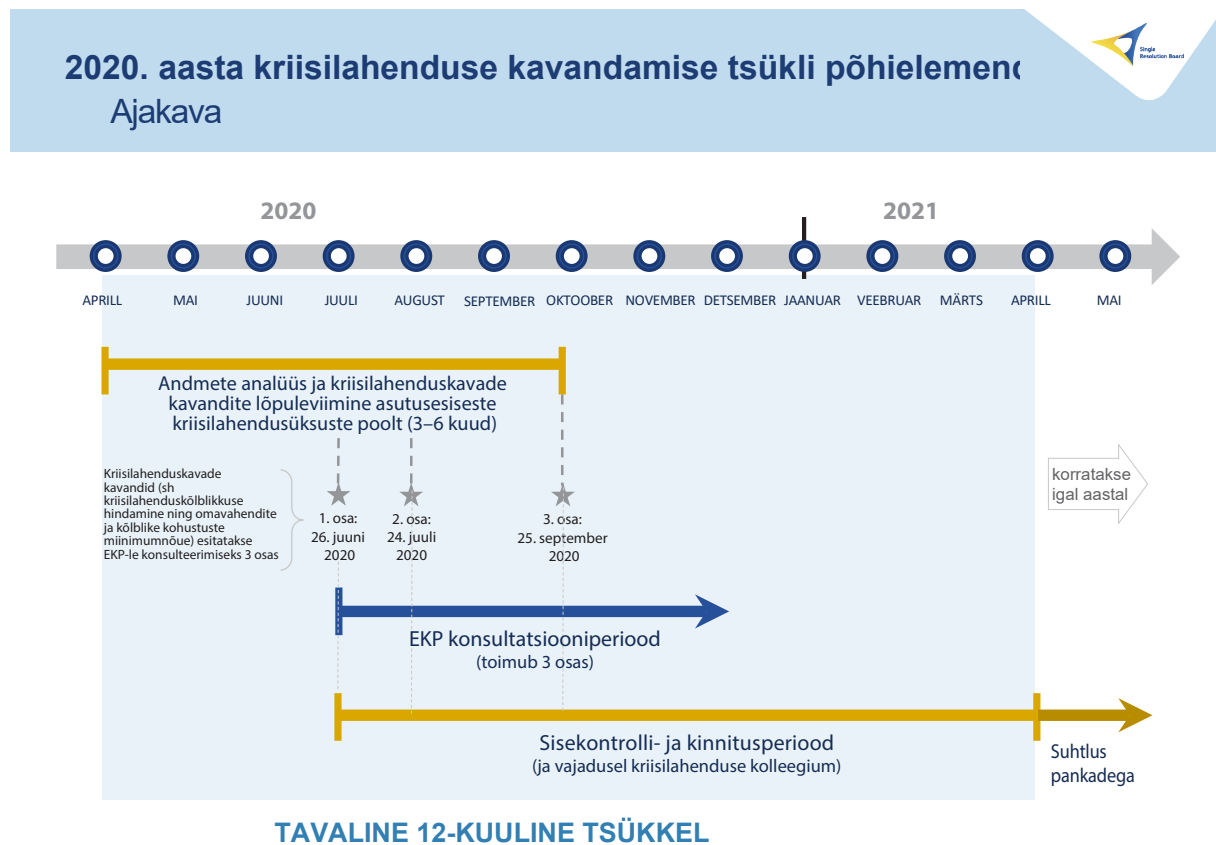 2020. aasta kriisilahenduse kavandamise tsükli põhielemend
Ajakava
Single
Resolution Board
2020
2021
APRILL
MAI
JUUNI
JUULI
AUGUST
SEPTEMBER
OKTOOBER
NOVEMBER
DETSEMBER
JAANUAR
VEEBRUAR
MÄRTS
APRILL
MAI
Andmete analüüs ja kriisilahenduskavade
kavandite lõpuleviimine asutusesiseste
kriisilahendusüksuste poolt (3–6 kuud)
Kriisilahenduskavade
kavandid (sh
kriisilahenduskõlblikkuse
hindamine ning omavahendite
ja kõlblike kohustuste
miinimumnõue) esitatakse
EKP-le konsulteerimiseks 3 osas
1. osa:
26. juuni
2020
2. osa:
24. juuli
2020
3. osa:
25. september
2020
korratakse
igal aastal
EKP konsultatsiooniperiood
(toimub 3 osas)
Sisekontrolli- ja kinnitusperiood
(ja vajadusel kriisilahenduse kolleegium)
Suhtlus
pankadega
TAVALINE 12-KUULINE TSÜKKEL